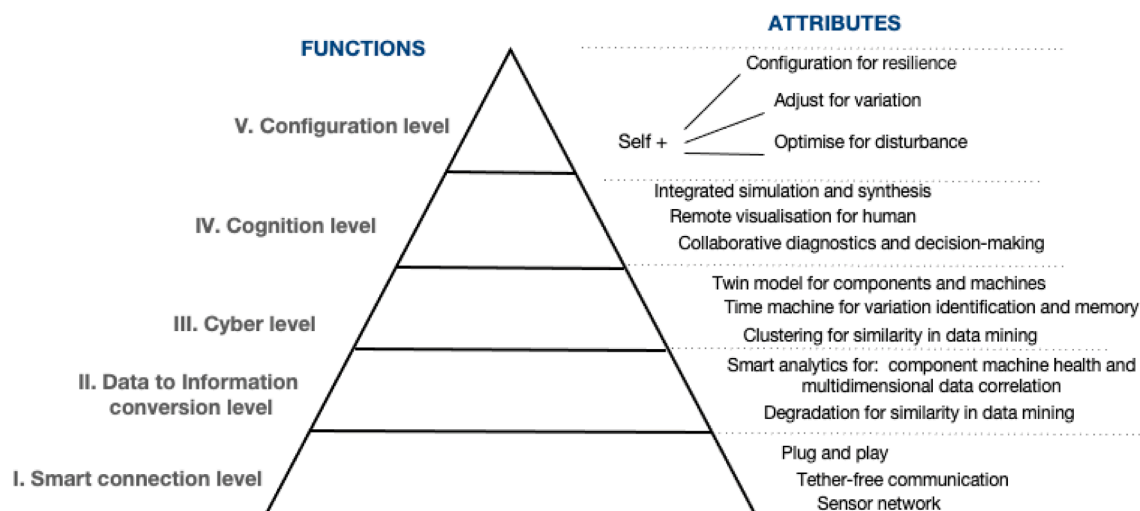 FUNCTIONS
ATTRIBUTES
V. Configuration level
Self +
Configuration for resilience
Adjust for variation
Optimise for disturbance
IV. Cognition level
Integrated simulation and synthesis
Remote visualisation for human
Collaborative diagnostics and decision-making
III. Cyber level
Twin model for components and machines
Time machine for variation identification and memory
Clustering for similarity in data mining
II. Data to Information
conversion level
Smart analytics for: component machine health and
multidimensional data correlation
Degradation for similarity in data mining
I. Smart connection level
Plug and play
Tether-free communication
Sensor network